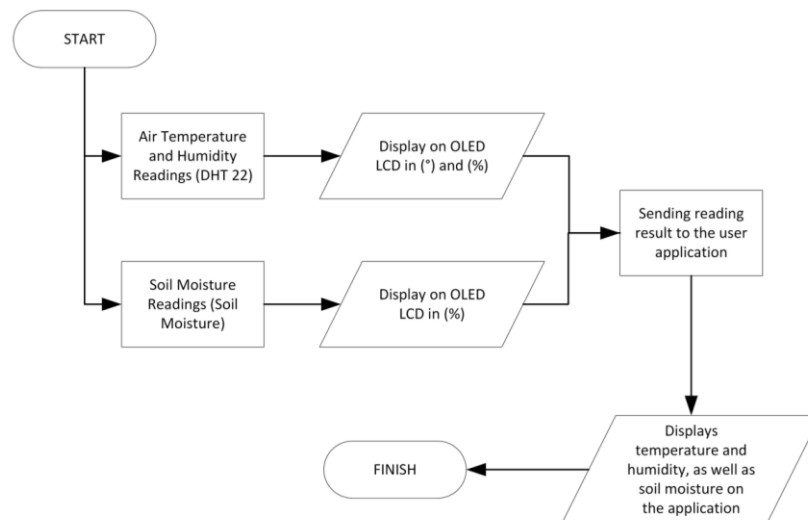 START
Air Temperature
and Humidity
Readings (DHT 22)
Display on OLED
LCD in (°) and (%)
Sending reading
result to the user
application
Soil Moisture
Readings (Soil
Moisture)
Display on OLED
LCD in (%)
Displays
temperature and
humidity, as well as
soil moisture on
the application
FINISH